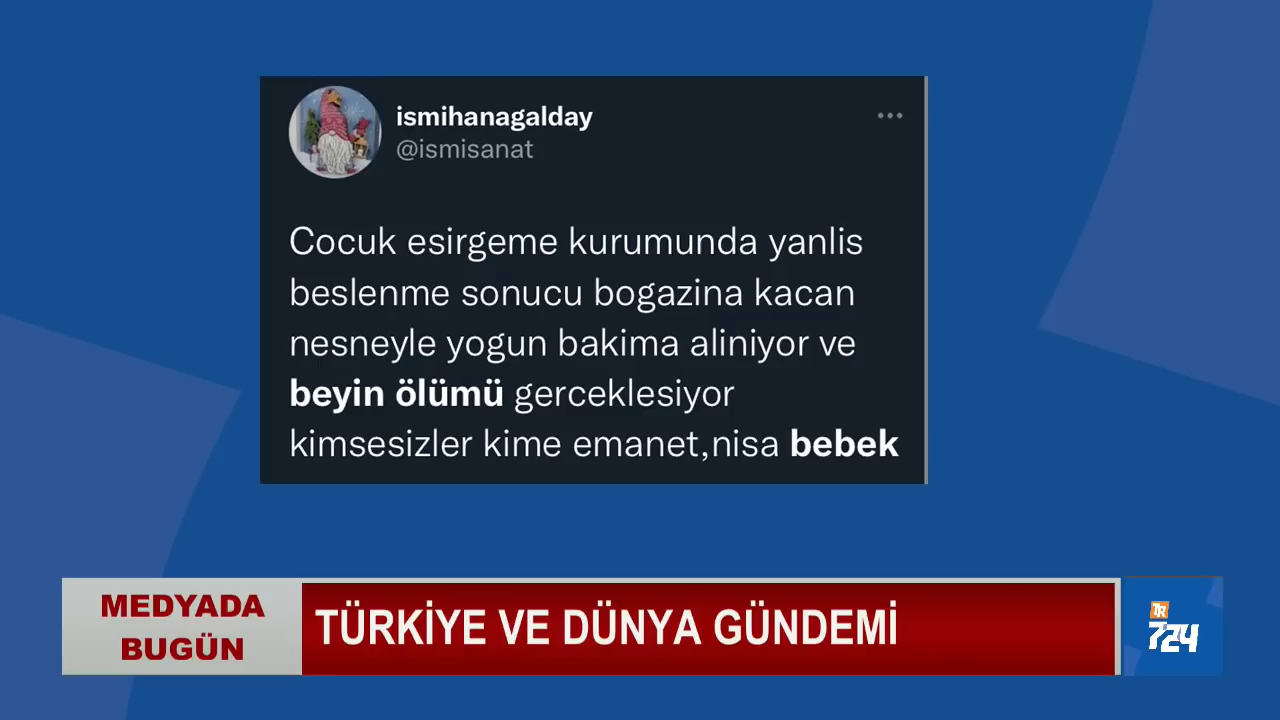 ismihanagalday
@ismisanat
Cocuk esirgeme kurumunda yanlis
beslenme sonucu bogazina kacan
nesneyle yogun bakima aliniyor ve
beyin ölümü gerceklesiyor
kimsesizler kime emanet,nisa bebek
MEDYADA
BUGÜN
TÜRKİYE VE DÜNYA GÜNDEMİ
TR
724